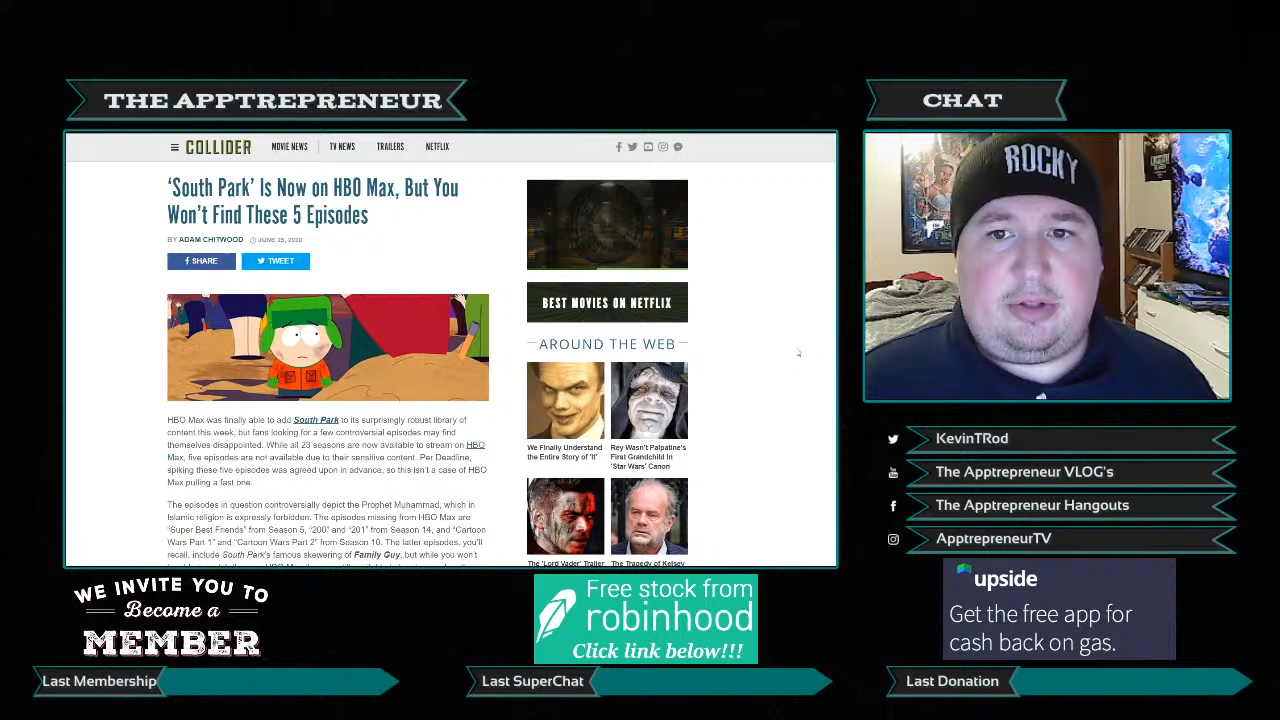 THE APPTREPRENEUR
CHAT
COLLIDER
MOVIE NEWS
TV NEWS
TRAILERS
NETFLIX
'South Park' Is Now on HBO Max, But You
Won't Find These 5 Episodes
BY ADAM CHITWOOD
JUNE 25, 2020
SHARE
TWEET
HBO Max was finally able to add South Park to its surprisingly robust library of
content this week, but fans looking for a few controversial episodes may find
themselves disappointed. While all 23 seasons are now available to stream on HBO
Max, five episodes are not available due to their sensitive content. Per Deadline,
spiking these five episodes was agreed upon in advance, so this isn't a case of HBO
Max pulling a fast one.
The episodes in question controversially depict the Prophet Muhammad, which in
Islamic religion is expressly forbidden. The episodes missing from HBO Max are
"Super Best Friends" from Season 5, "200" and "201" from Season 14, and "Cartoon
Wars Part 1" and "Cartoon Wars Part 2" from Season 10. The latter episodes, you'll
recall, include South Park's famous skewering of Family Guy, but while you won't
BEST MOVIES ON NETFLIX
AROUND THE WEB
We Finally Understand
the Entire Story of 'It'
Rey Wasn't Palpatine's
First Grandchild In
'Star Wars' Canon
The 'Lord Vader' Trailer
The Tragedy of Kelsey
ROCKY
KevinTRod
The Apptrepreneur VLOG's
The Apptrepreneur Hangouts
ApptrepreneurTV
WE INVITE YOU TO
Become a
MEMBER
Free stock from
robinhood
Click link below!!!
upside
Get the free app for
cash back on gas.
Last Membership
Last SuperChat
Last Donation